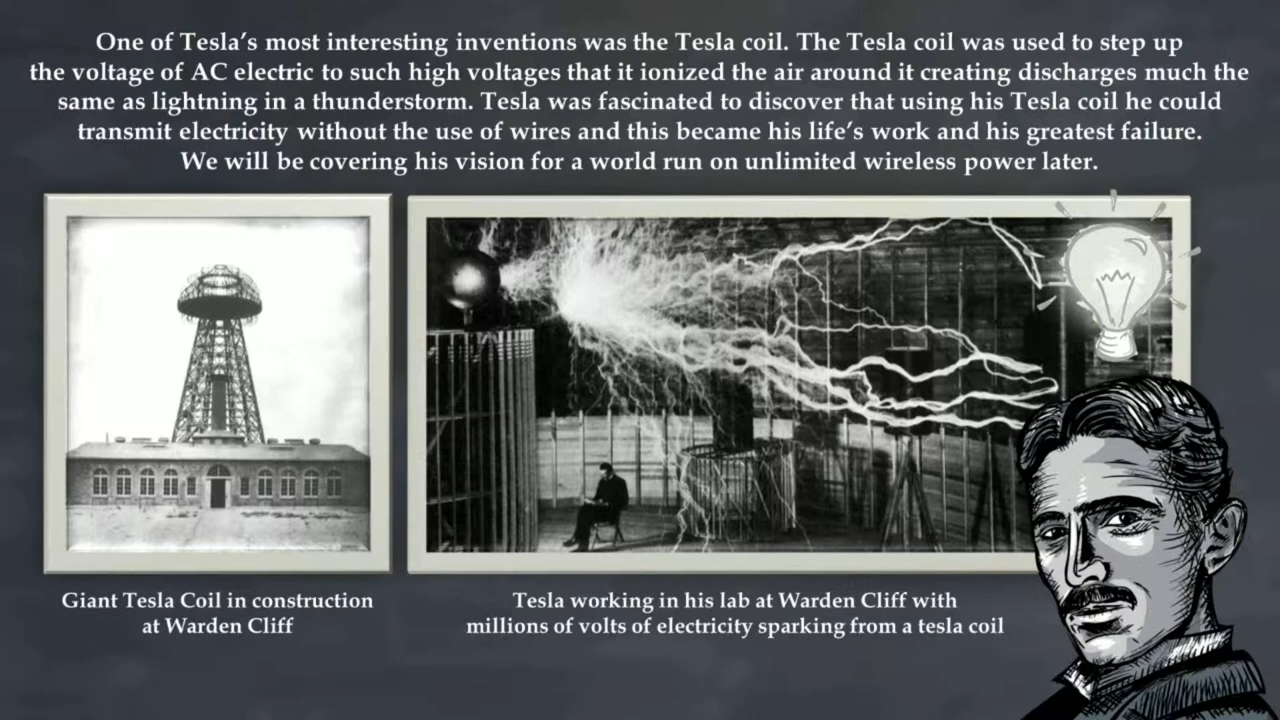 One of Tesla's most interesting inventions was the Tesla coil. The Tesla coil was used to step up
the voltage of AC electric to such high voltages that it ionized the air around it creating discharges much the
same as lightning in a thunderstorm. Tesla was fascinated to discover that using his Tesla coil he could
transmit electricity without the use of wires and this became his life's work and his greatest failure.
We will be covering his vision for a world run on unlimited wireless power later.
Giant Tesla Coil in construction
at Warden Cliff
Tesla working in his lab at Warden Cliff with
millions of volts of electricity sparking from a tesla coil